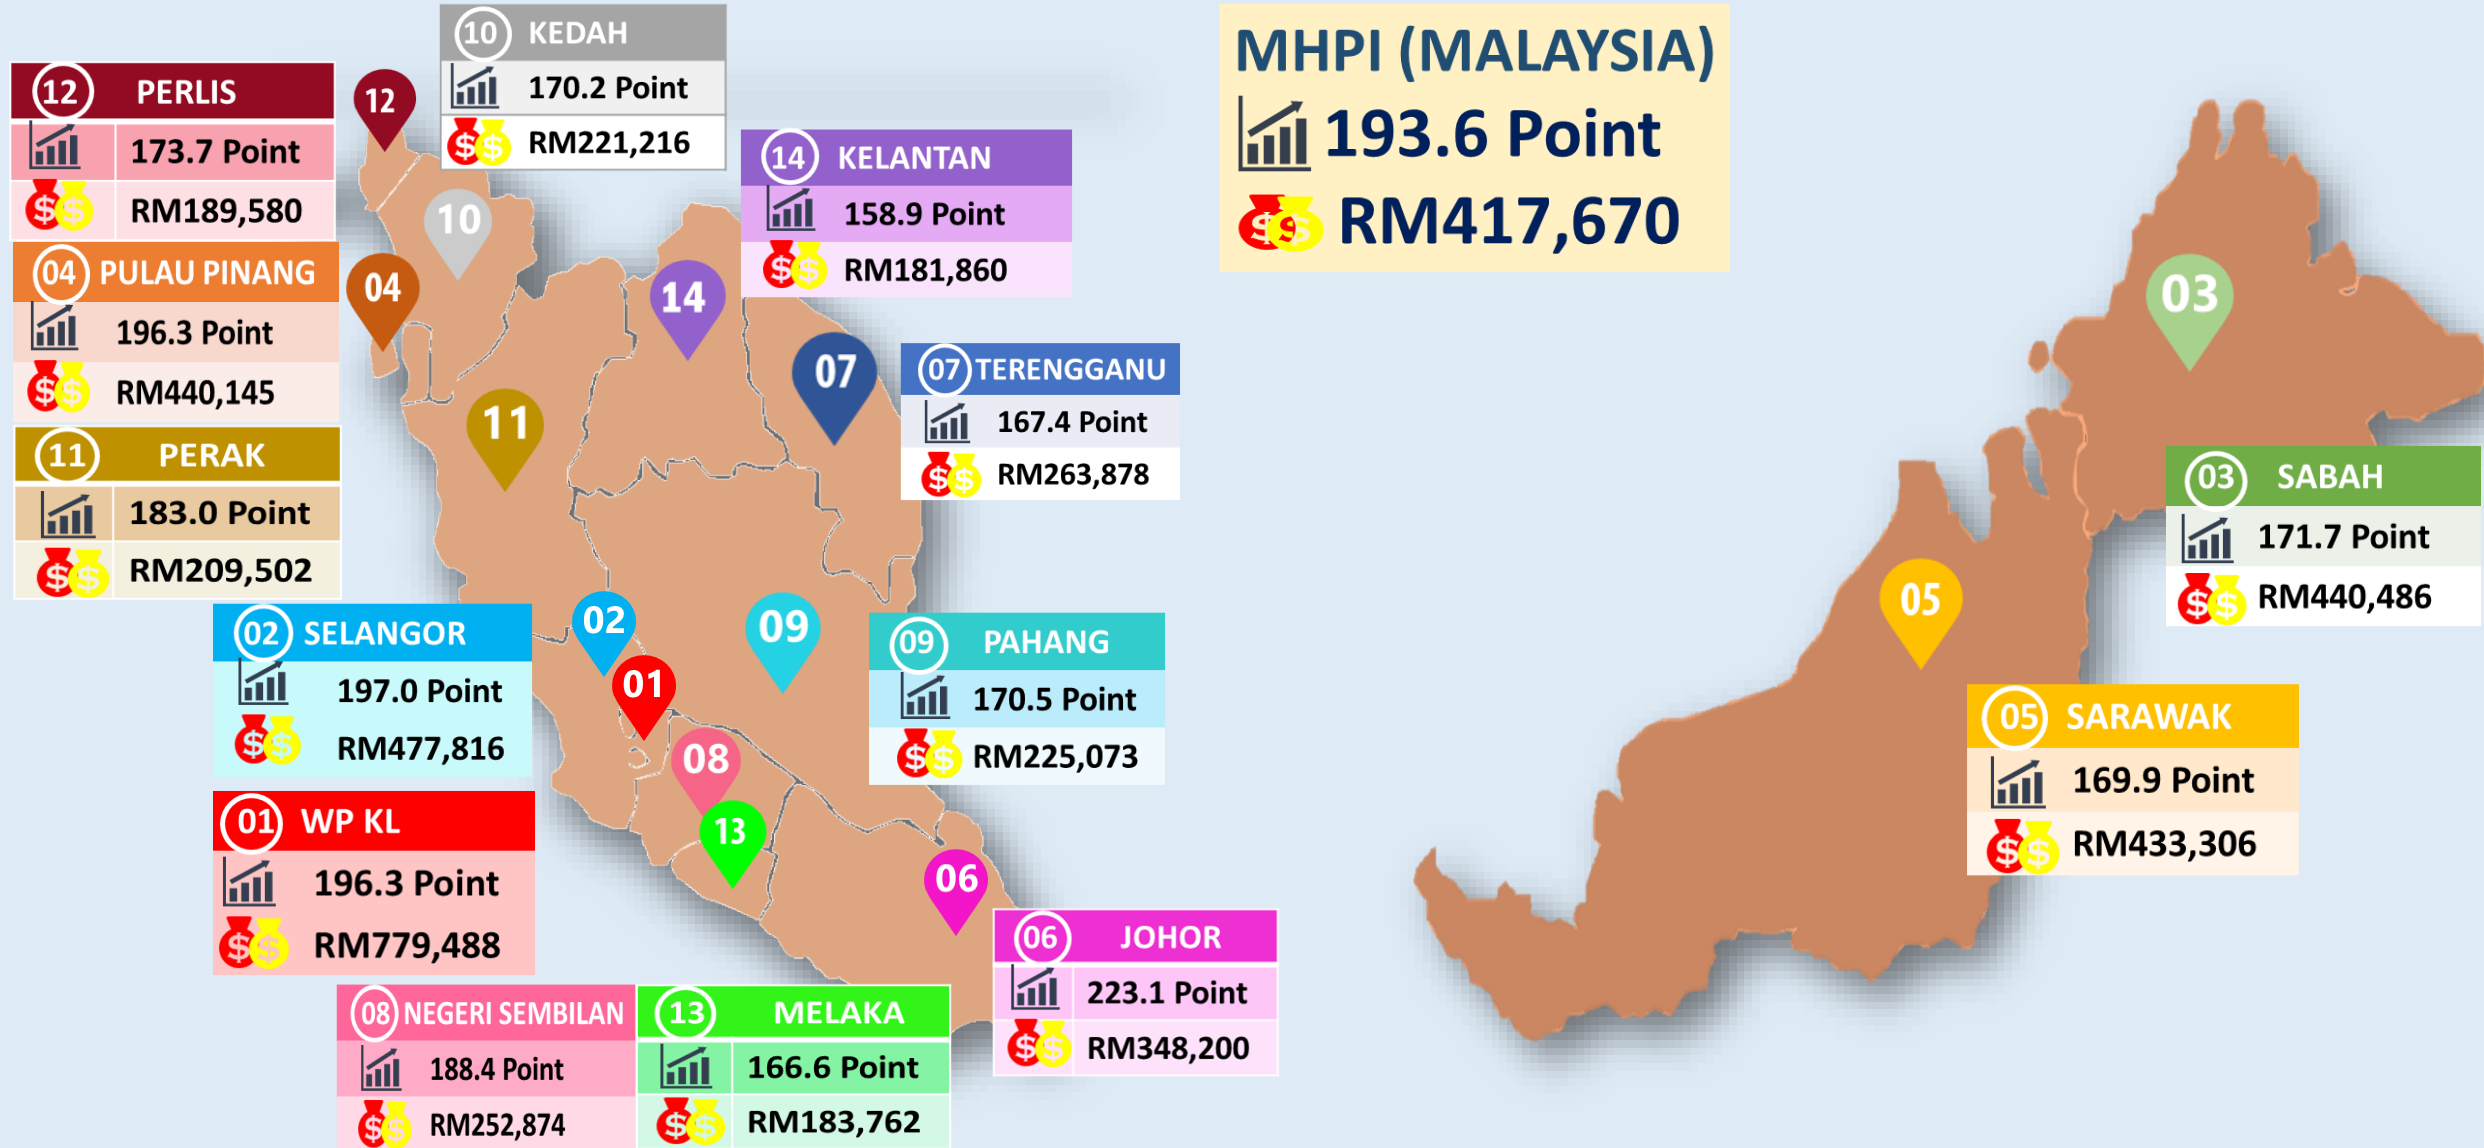 MHPI (MALAYSIA)
193.6 Point
RM417,670
10 KEDAH
170.2 Point
RM221,216
12 PERLIS
173.7 Point
RM189,580
14 KELANTAN
158.9 Point
RM181,860
04 PULAU PINANG
196.3 Point
RM440,145
07 TERENGGANU
167.4 Point
RM263,878
11 PERAK
183.0 Point
RM209,502
03 SABAH
171.7 Point
RM440,486
02 SELANGOR
197.0 Point
RM477,816
09 PAHANG
170.5 Point
RM225,073
05 SARAWAK
169.9 Point
RM433,306
01 WP KL
196.3 Point
RM779,488
06 JOHOR
223.1 Point
RM348,200
08 NEGERI SEMBILAN
188.4 Point
RM252,874
13 MELAKA
166.6 Point
RM183,762
12
10
04
14
07
11
02
01
09
08
13
06
03
05